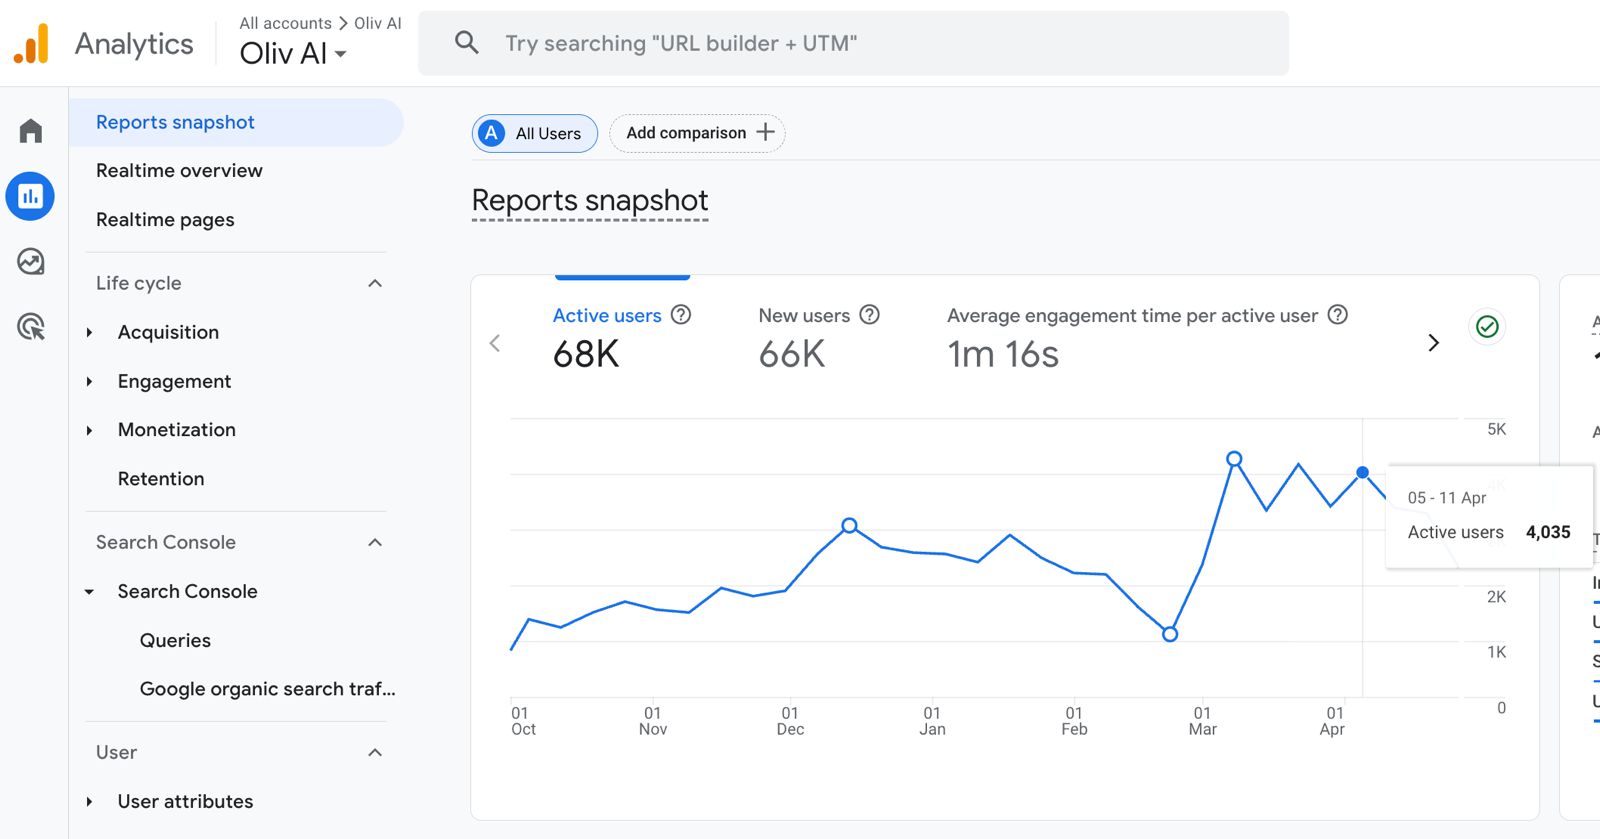 Analytics
All accounts > Oliv AI
Oliv AI
Try searching "URL builder + UTM"
Reports snapshot
Realtime overview
Realtime pages
Life cycle
Acquisition
Engagement
Monetization
Retention
Search Console
Search Console
Queries
Google organic search traf...
User
User attributes
A All Users
Add comparison +
Reports snapshot
Active users
68K
New users
66K
Average engagement time per active user
1m 16s
5K
4K
2K
1K
0
05 - 11 Apr
Active users 4,035
01 Oct
01 Nov
01 Dec
01 Jan
01 Feb
01 Mar
01 Apr